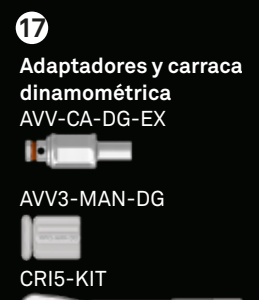 17
Adaptadores y carraca
dinamométrica
AVV-CA-DG-EX
AVV3-MAN-DG
CRI5-KIT